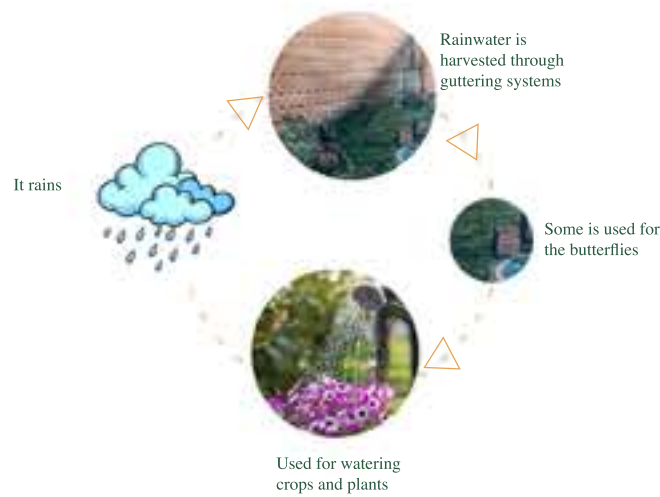 It rains
Rainwater is
harvested through
guttering systems
Some is used for
the butterflies
Used for watering
crops and plants